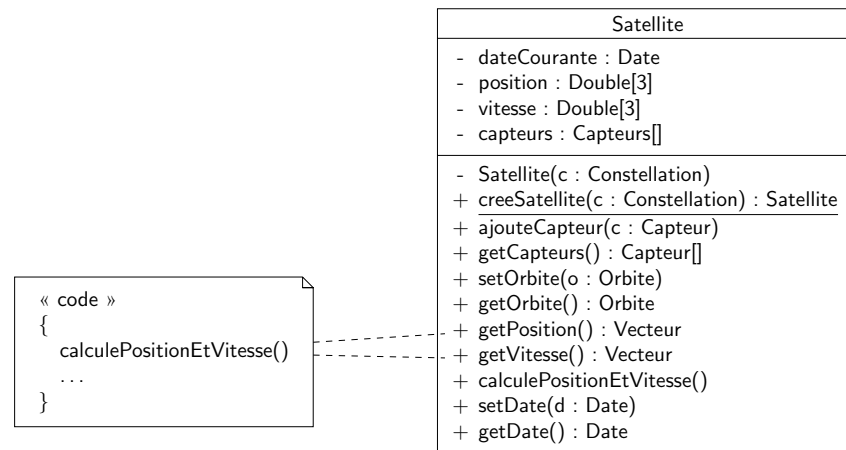 Satellite
- dateCourante : Date
- position : Double[3]
- vitesse : Double[3]
- capteurs : Capteurs[]
- Satellite(c : Constellation)
+ creeSatellite(c : Constellation) : Satellite
+ ajouteCapteur(c : Capteur)
+ getCapteurs() : Capteur[]
+ setOrbite(o : Orbite)
+ getOrbite() : Orbite
+ getPosition() : Vecteur
+ getVitesse() : Vecteur
+ calculePositionEtVitesse()
+ setDate(d : Date)
+ getDate() : Date
« code »
{
calculePositionEtVitesse()
...
}